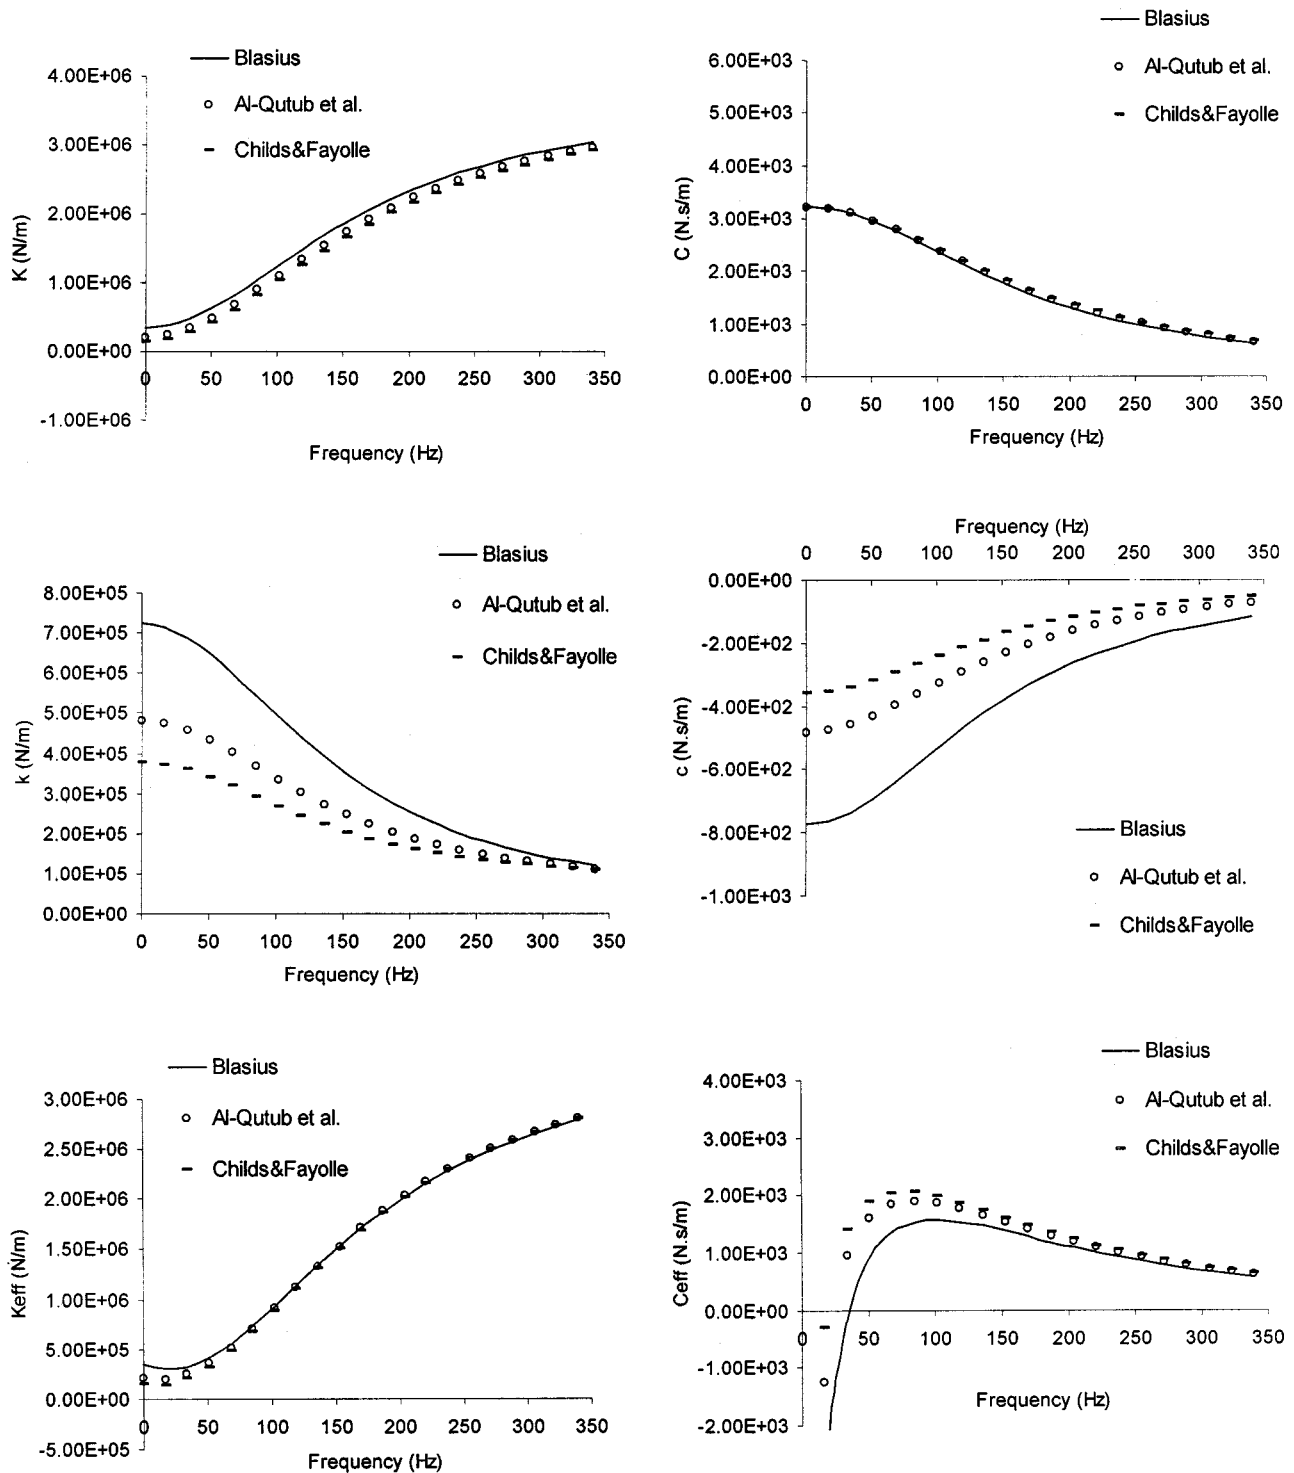 Blasius
Al-Qutub et al.
Childs&Fayolle
4.00E+06
3.00E+06
2.00E+06
1.00E+06
0.00E+00
-1.00E+06
K (N/m)
0 50 100 150 200 250 300 350
Frequency (Hz)
Blasius
Al-Qutub et al.
Childs&Fayolle
6.00E+03
5.00E+03
4.00E+03
3.00E+03
2.00E+03
1.00E+03
0.00E+00
C (N.s/m)
0 50 100 150 200 250 300 350
Frequency (Hz)
Blasius
Al-Qutub et al.
Childs&Fayolle
8.00E+05
7.00E+05
6.00E+05
5.00E+05
4.00E+05
3.00E+05
2.00E+05
1.00E+05
0.00E+00
k (N/m)
0 50 100 150 200 250 300 350
Frequency (Hz)
Frequency (Hz)
0 50 100 150 200 250 300 350
0.00E+00
-2.00E+02
-4.00E+02
-6.00E+02
-8.00E+02
-1.00E+03
c (N.s/m)
Blasius
Al-Qutub et al.
Childs&Fayolle
Blasius
Al-Qutub et al.
Childs&Fayolle
3.00E+06
2.50E+06
2.00E+06
1.50E+06
1.00E+06
5.00E+05
0.00E+00
-5.00E+05
Keff (N/m)
0 50 100 150 200 250 300 350
Frequency (Hz)
Blasius
Al-Qutub et al.
Childs&Fayolle
4.00E+03
3.00E+03
2.00E+03
1.00E+03
0.00E+00
-1.00E+03
-2.00E+03
Ceff (N.s/m)
0 50 100 150 200 250 300 350
Frequency (Hz)